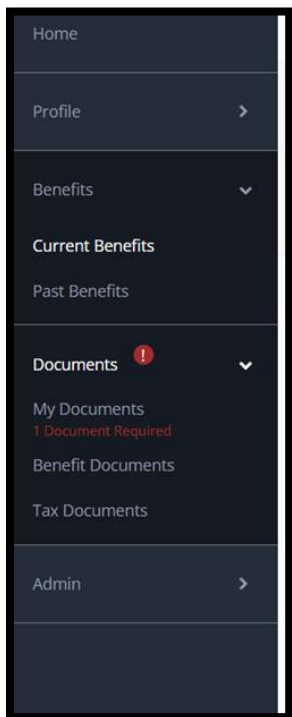 Home
Profile
Benefits
Current Benefits
Past Benefits
Documents !
My Documents
1 Document Required
Benefit Documents
Tax Documents
Admin